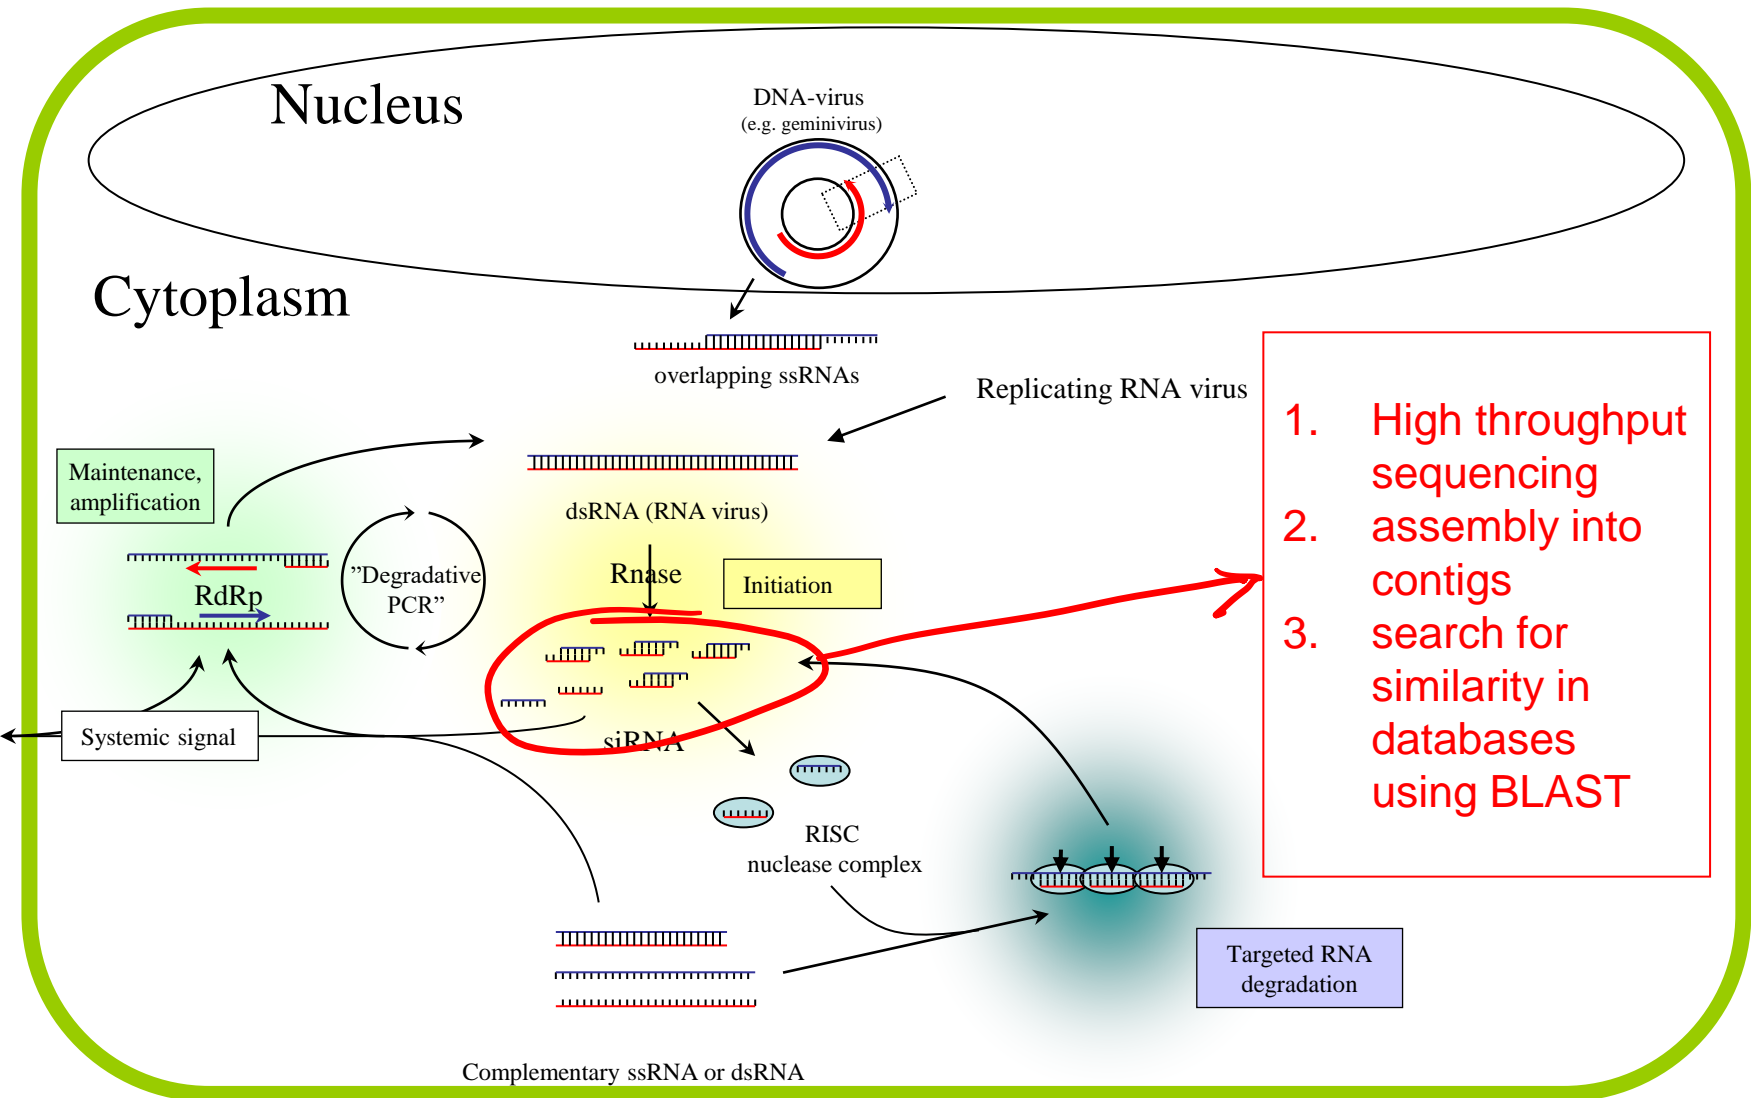 Nucleus
DNA-virus
(e.g. geminivirus)
Cytoplasm
overlapping ssRNAs
Replicating RNA virus
Maintenance,
amplification
dsRNA (RNA virus)
"Degradative
PCR"
Rnase
Initiation
RdRp
siRNA
Systemic signal
RISC
nuclease complex
Targeted RNA
degradation
Complementary ssRNA or dsRNA
1. High throughput
sequencing
2. assembly into
contigs
3. search for
similarity in
databases
using BLAST